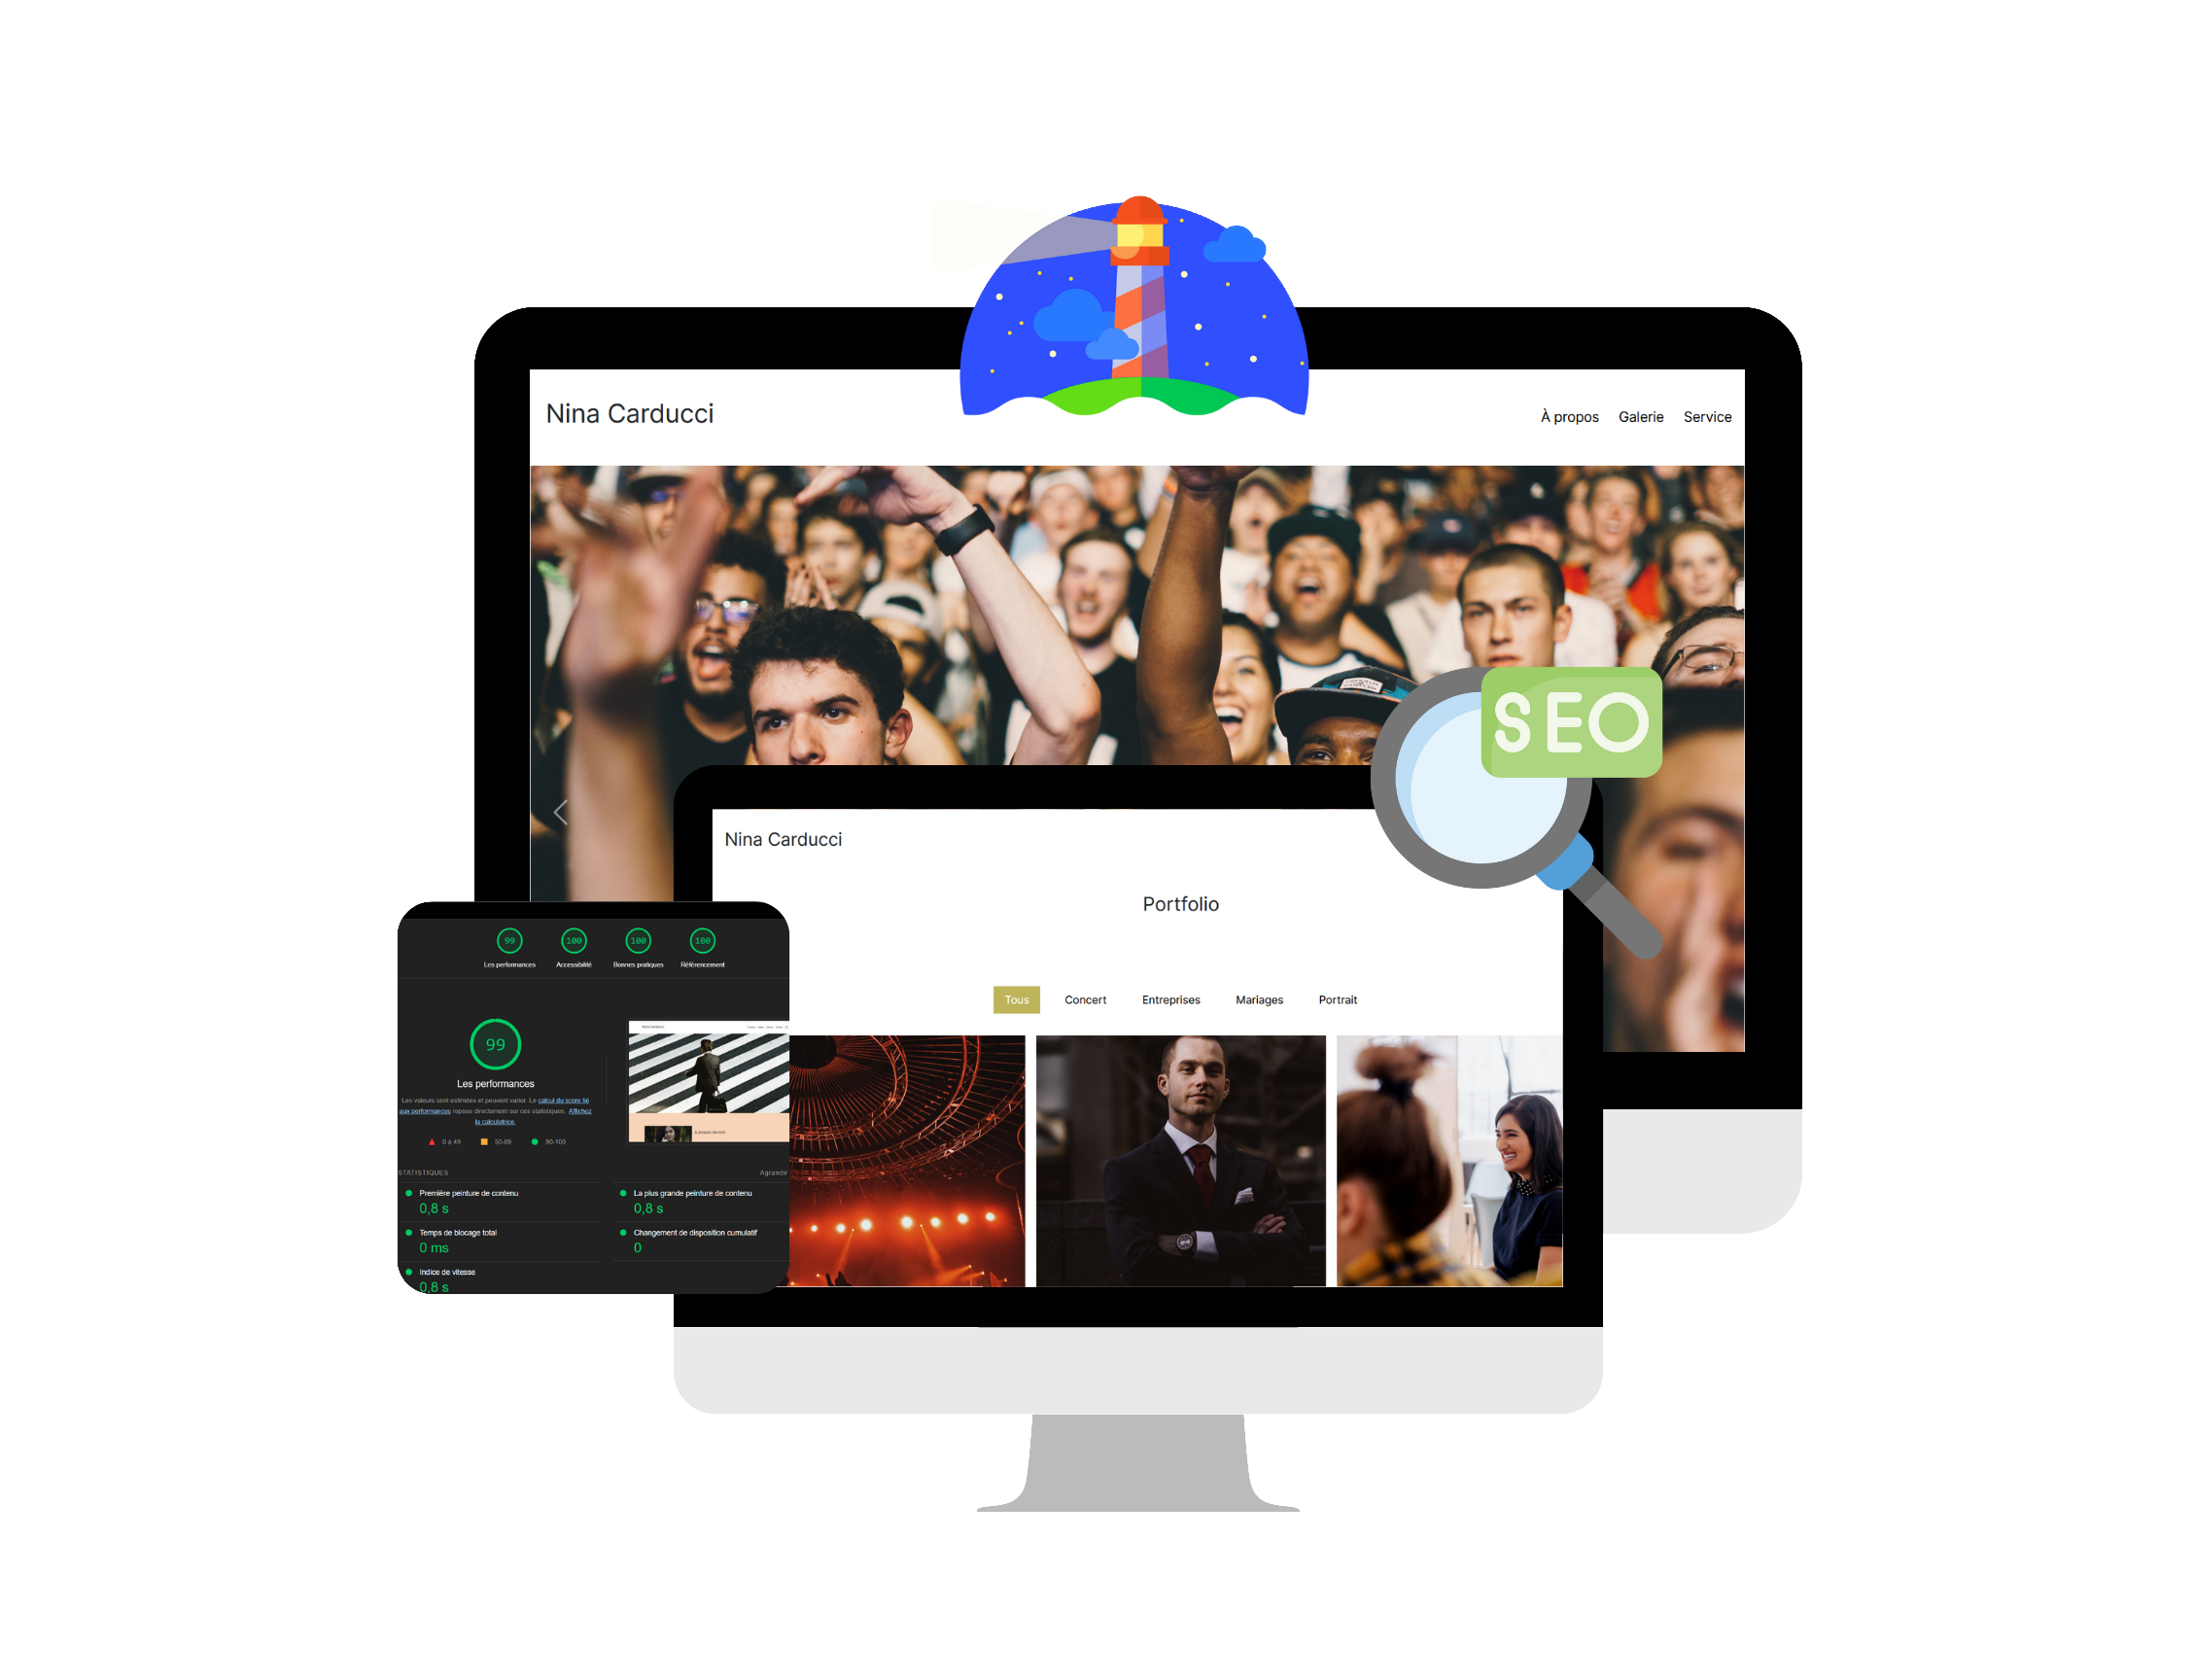 Nina Carducci
À propos Galerie Service
SEO
Nina Carducci
Portfolio
Tous Concert Entreprises Mariages Portrait
99 100 100 100
Les performances Accessibilité Bonnes pratiques Référencement
99
Les performances
Les valeurs sont estimées et peuvent varier. Le calcul du score lié
aux performances repose directement sur ces statistiques. Affichez
la calculatrice.
0 à 49 50-89 90-100
STATISTIQUES Agrandir
Première peinture de contenu
0,8 s
La plus grande peinture de contenu
0,8 s
Temps de blocage total
0 ms
Changement de disposition cumulatif
0
Indice de vitesse
0,8 s